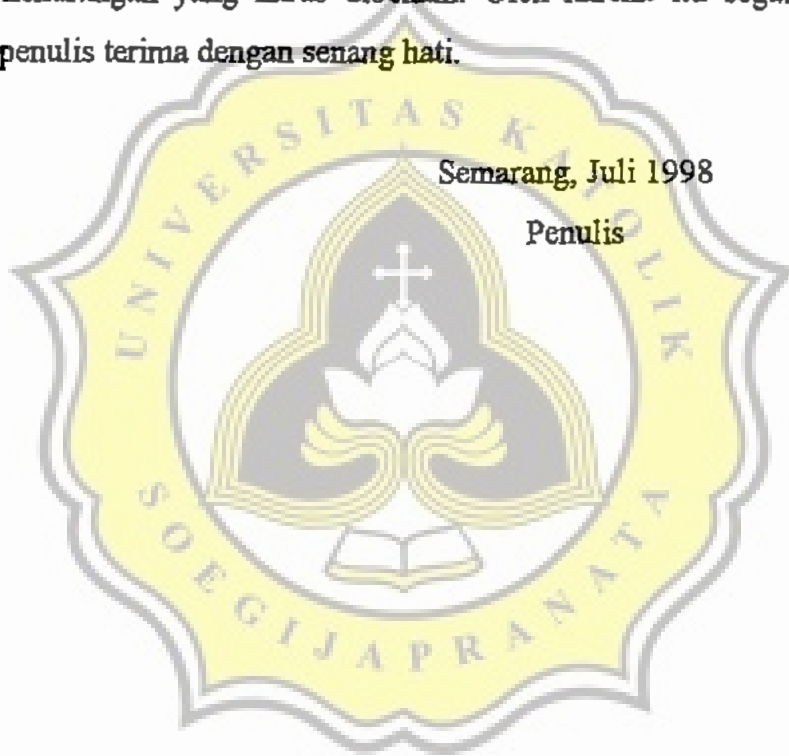 penulis terima dengan senang hati.
Semarang, Juli 1998
Penulis
UNIVERSITAS KATOLIK
SOEGIJAPRANATA